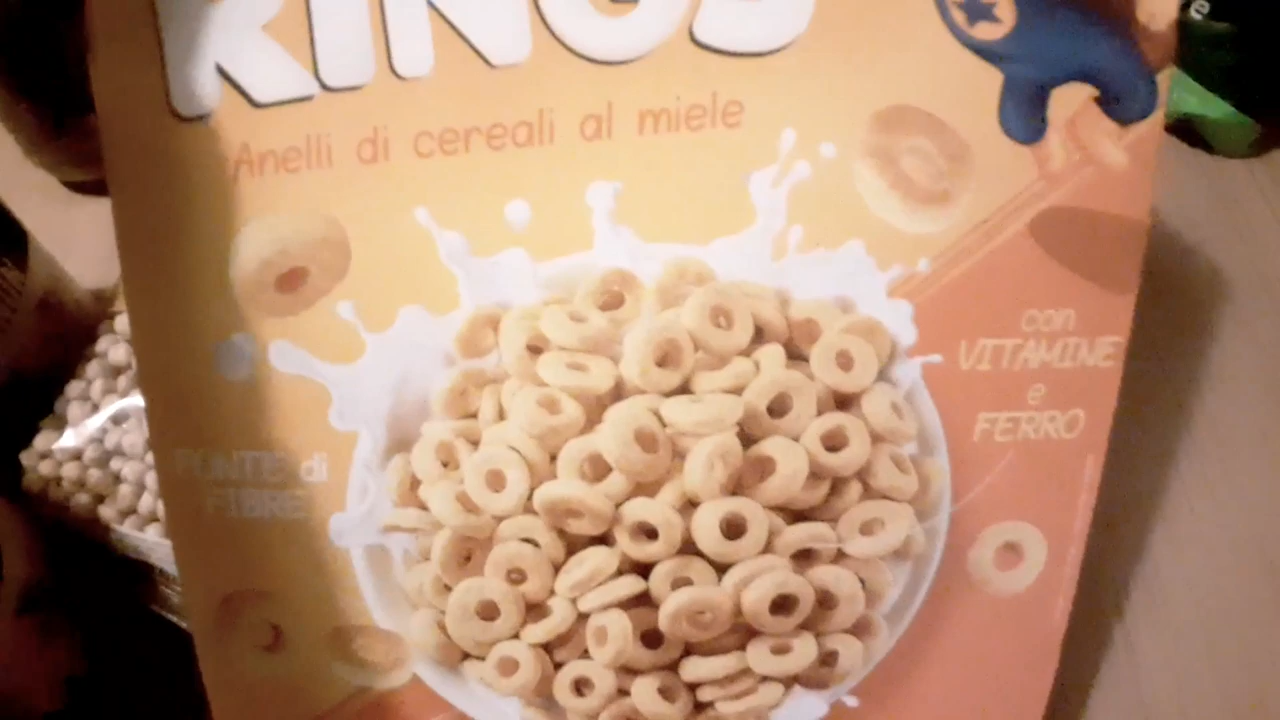 RINGS
Anelli di cereali al miele
con
VITAMINE
e
FERRO
FONTE di
FIBRE
e